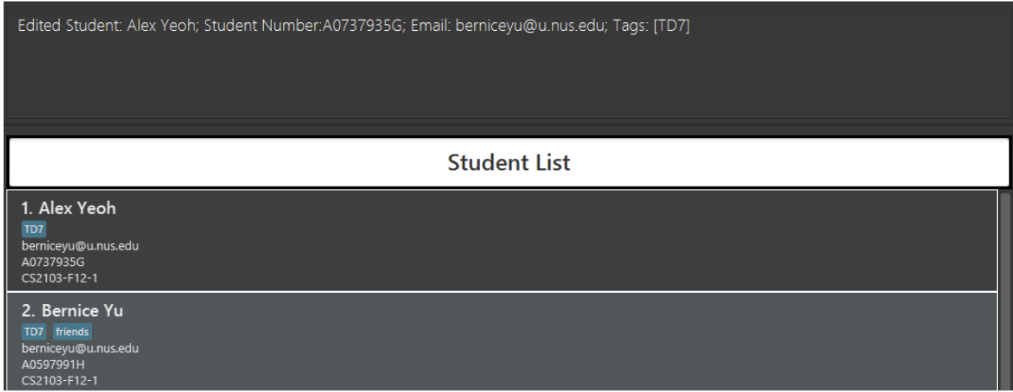 Edited Student: Alex Yeoh; Student Number:A0737935G; Email: berniceyu@u.nus.edu; Tags: [TD7]
Student List
1. Alex Yeoh
TD7
berniceyu@u.nus.edu
A0737935G
CS2103-F12-1
2. Bernice Yu
TD7 friends
berniceyu@u.nus.edu
A0597991H
CS2103-F12-1